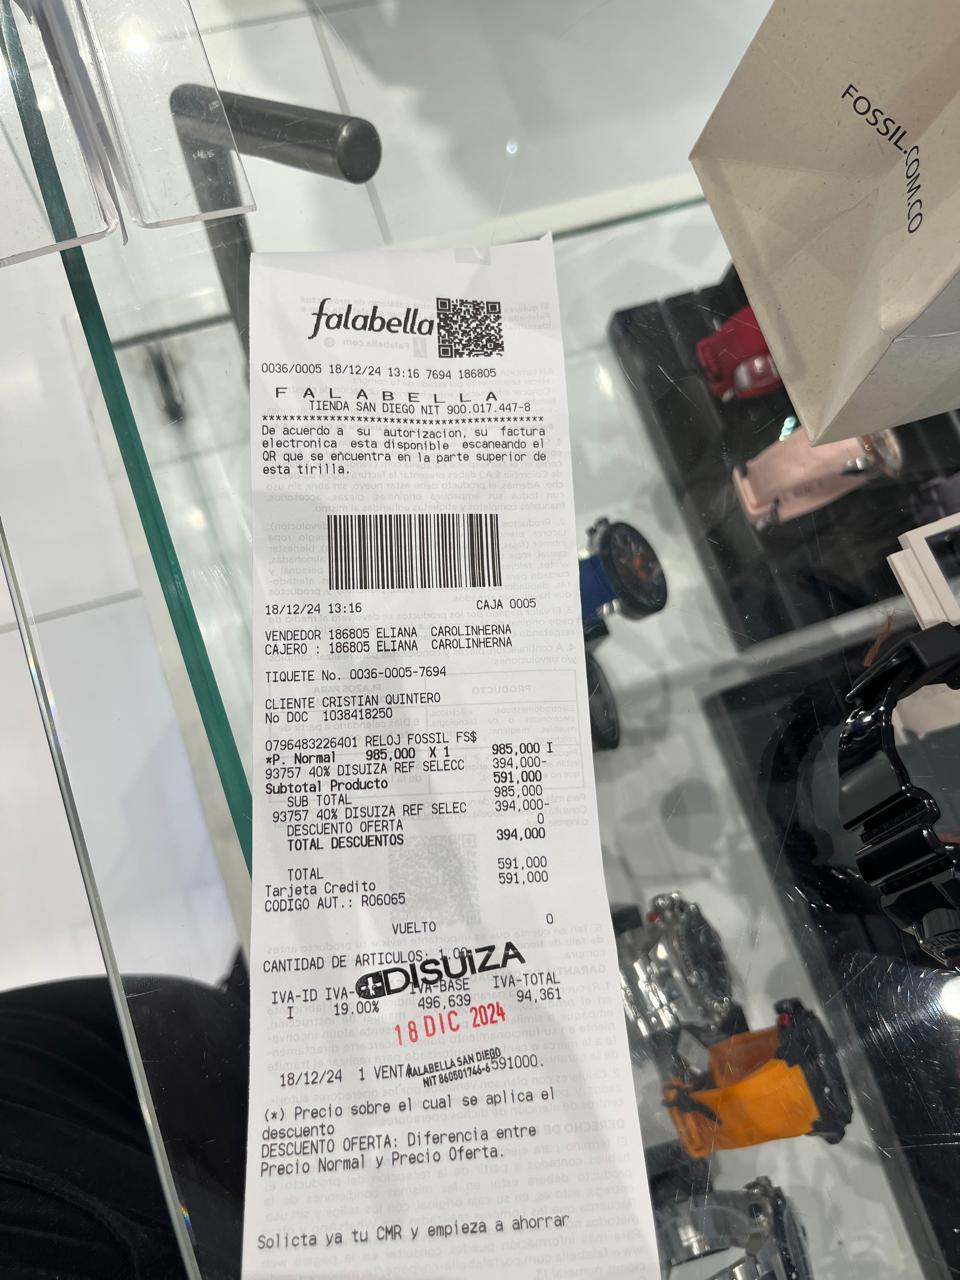 FOSSIL.COM.CO
falabella
0036/0005 18/12/24 13:16 7694 186805
F A L A B E L L A
TIENDA SAN DIEGO NIT 900.017.447-8
********************************************
De acuerdo a su autorizacion, su factura
electronica esta disponible escaneando el
QR que se encuentra en la parte superior de
esta tirilla.
18/12/24 13:16 CAJA 0005
VENDEDOR 186805 ELIANA CAROLINHERNA
CAJERO : 186805 ELIANA CAROLINHERNA
TIQUETE No. 0036-0005-7694
CLIENTE CRISTIAN QUINTERO
No DOC 1038418250
0796483226401 RELOJ FOSSIL FS$
*P. Normal 985,000 X 1 985,000 I
93757 40% DISUIZA REF SELECC 394,000-
Subtotal Producto 591,000
SUB TOTAL 985,000
93757 40% DISUIZA REF SELEC 394,000-
DESCUENTO OFERTA 0
TOTAL DESCUENTOS 394,000
TOTAL 591,000
Tarjeta Credito 591,000
CODIGO AUT.: R06065
VUELTO 0
CANTIDAD DE ARTICULOS: 1.00
DISUIZA
IVA-ID IVA- IVA-BASE IVA-TOTAL
I 19.00% 496,639 94,361
18 DIC 2024
FALABELLA SAN DIEGO
NIT 860501746-6
18/12/24 1 VENTA 591000.
(*) Precio sobre el cual se aplica el
descuento
DESCUENTO OFERTA: Diferencia entre
Precio Normal y Precio Oferta.
Solicta ya tu CMR y empieza a ahorrar